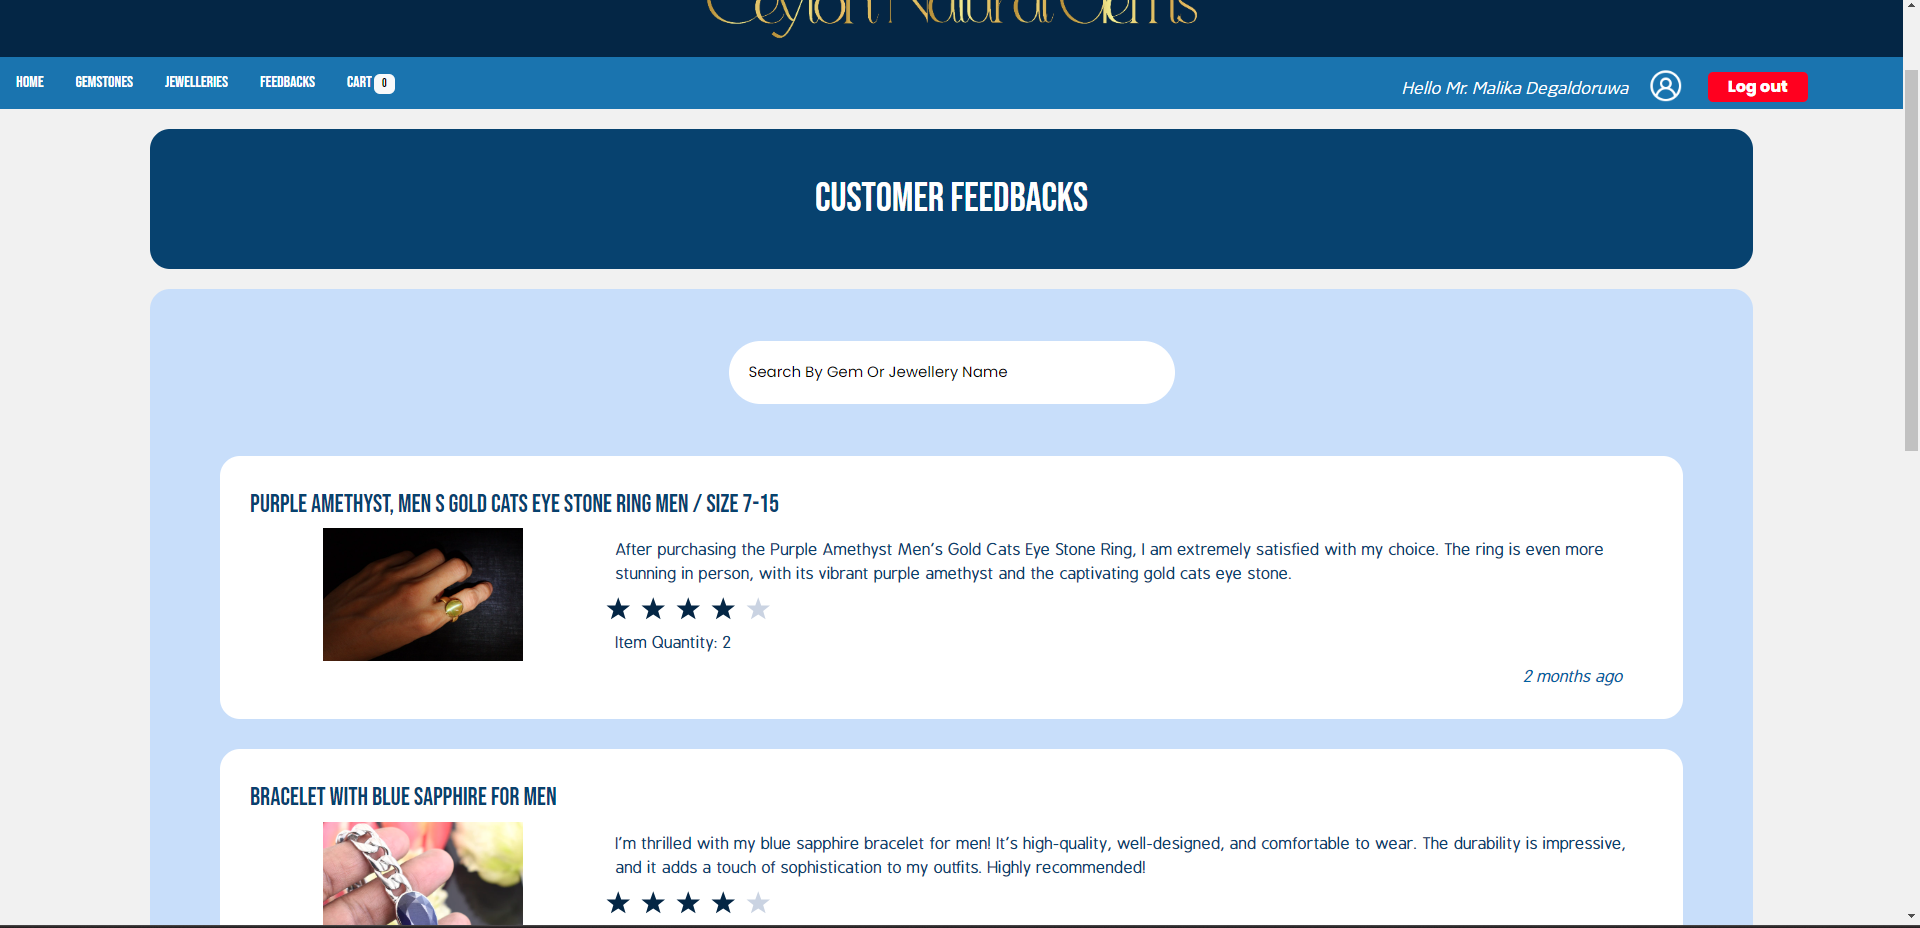 Ceylon Natural Gems
HOME GEMSTONES JEWELLERIES FEEDBACKS CART 0 Hello Mr. Malika Degaldoruwa Log out
CUSTOMER FEEDBACKS
Search By Gem Or Jewellery Name
PURPLE AMETHYST, MEN S GOLD CATS EYE STONE RING MEN / SIZE 7-15
After purchasing the Purple Amethyst Men's Gold Cats Eye Stone Ring, I am extremely satisfied with my choice. The ring is even more
stunning in person, with its vibrant purple amethyst and the captivating gold cats eye stone.
Item Quantity: 2
2 months ago
BRACELET WITH BLUE SAPPHIRE FOR MEN
I'm thrilled with my blue sapphire bracelet for men! It's high-quality, well-designed, and comfortable to wear. The durability is impressive,
and it adds a touch of sophistication to my outfits. Highly recommended!